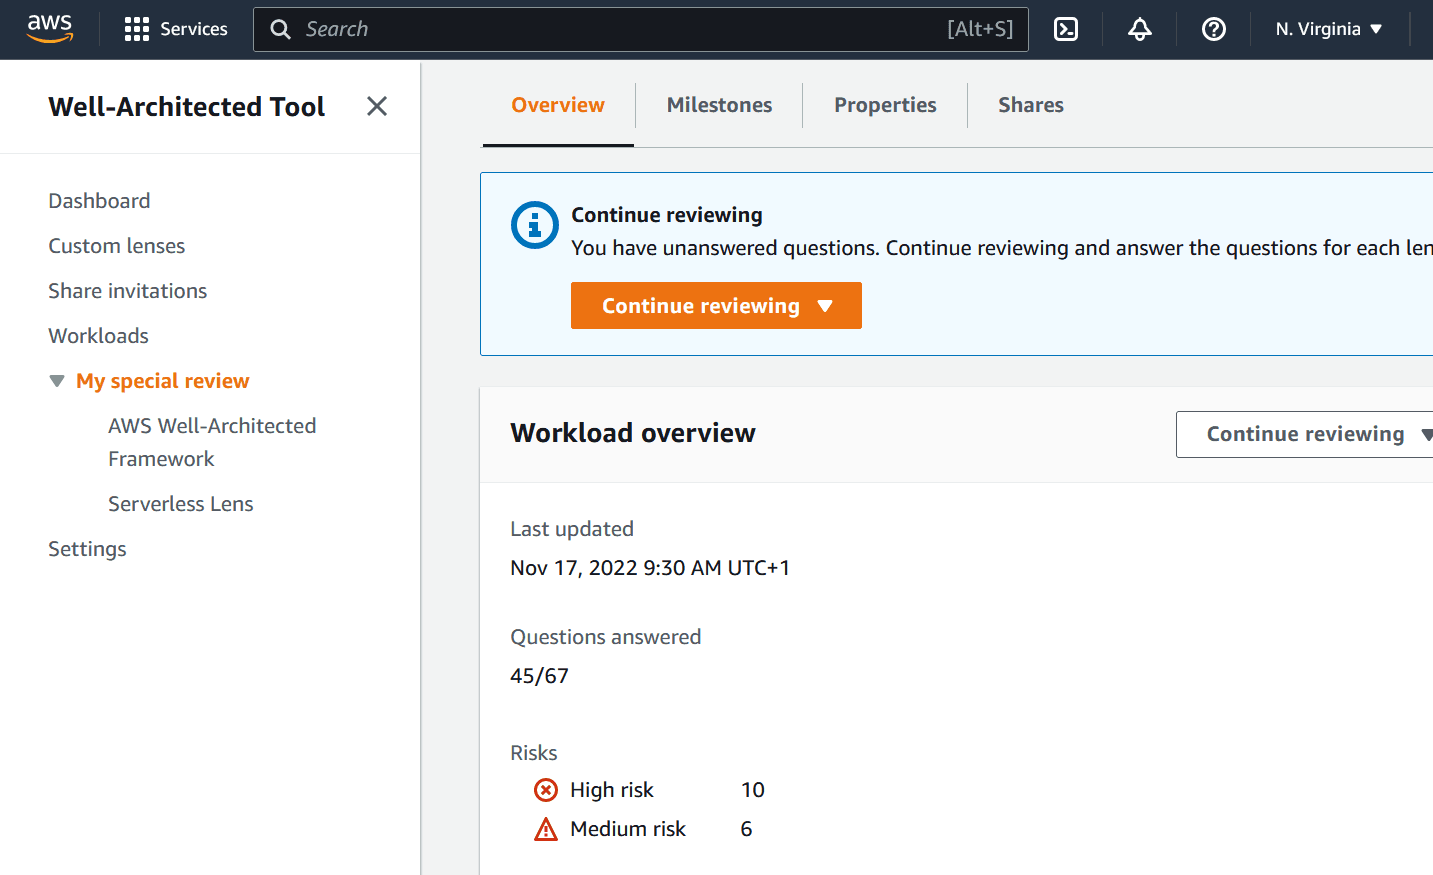 aws
Services
Search
[Alt+S]
N. Virginia
Well-Architected Tool
Dashboard
Custom lenses
Share invitations
Workloads
My special review
AWS Well-Architected
Framework
Serverless Lens
Settings
Overview
Milestones
Properties
Shares
Continue reviewing
You have unanswered questions. Continue reviewing and answer the questions for each len
Continue reviewing
Workload overview
Continue reviewing
Last updated
Nov 17, 2022 9:30 AM UTC+1
Questions answered
45/67
Risks
High risk 10
Medium risk 6